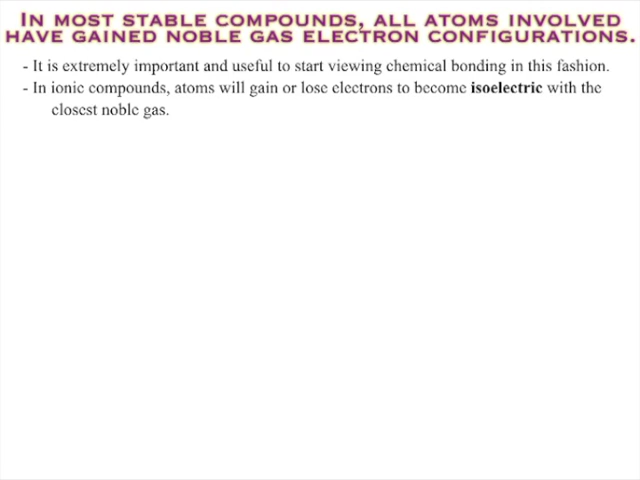 In most stable compounds, all atoms involved
have gained noble gas electron configurations.
- It is extremely important and useful to start viewing chemical bonding in this fashion.
- In ionic compounds, atoms will gain or lose electrons to become isoelectric with the
closest noble gas.